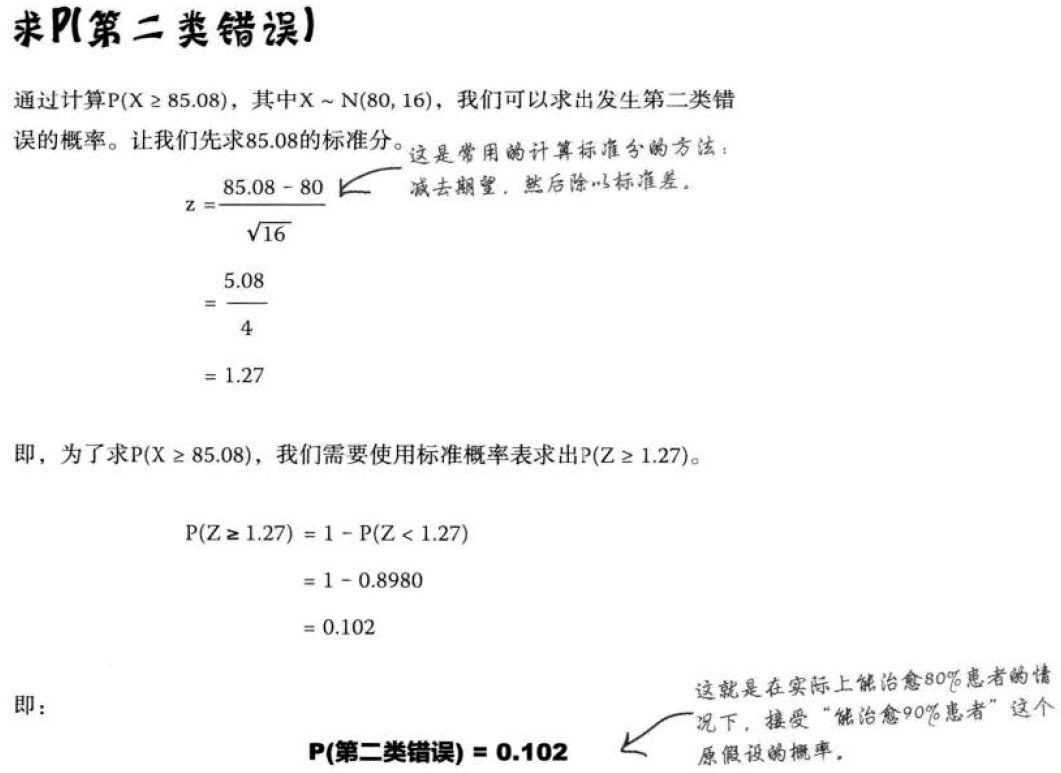 求P(第二类错误)
通过计算P(X ≥ 85.08)，其中X ~ N(80, 16)，我们可以求出发生第二类错
误的概率。让我们先求85.08的标准分。
这是常用的计算标准分的方法：
减去期望，然后除以标准差。
z = (85.08 - 80) / √16
= 5.08 / 4
= 1.27
即，为了求P(X ≥ 85.08)，我们需要使用标准概率表求出P(Z ≥ 1.27)。
P(Z ≥ 1.27) = 1 - P(Z < 1.27)
= 1 - 0.8980
= 0.102
即：
这就是在实际上能治愈80%患者的情
况下，接受“能治愈90%患者”这个
原假设的概率。
P(第二类错误) = 0.102